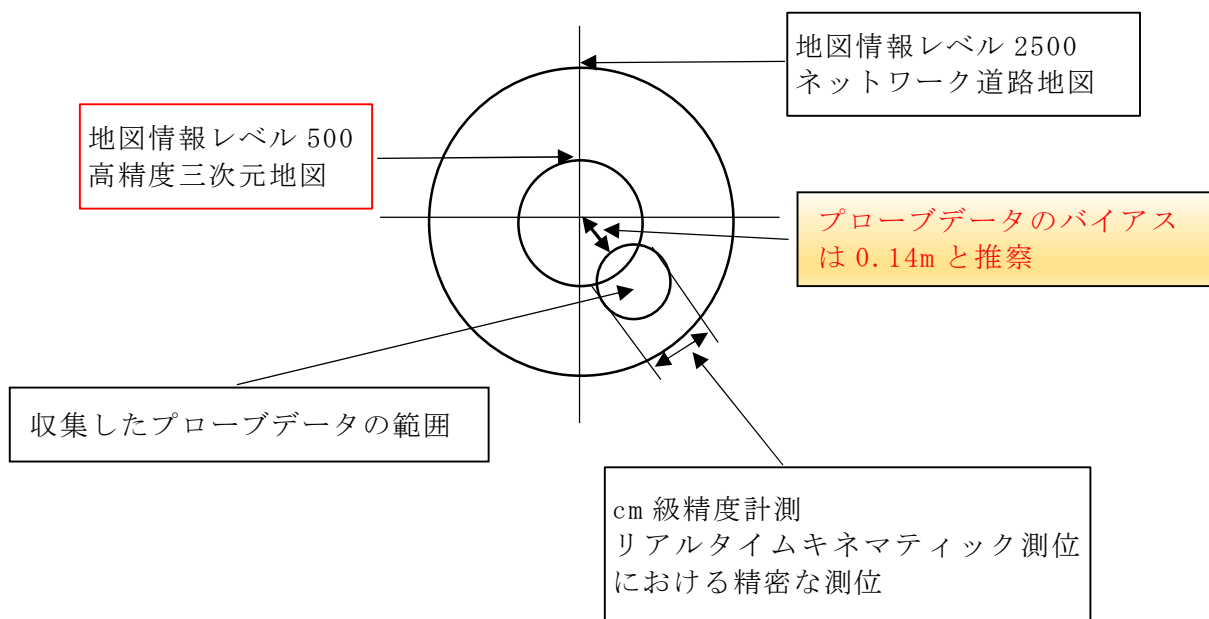 地図情報レベル 2500
ネットワーク道路地図
地図情報レベル 500
高精度三次元地図
プローブデータのバイアス
は 0.14m と推察
収集したプローブデータの範囲
cm 級精度計測
リアルタイムキネマティック測位
における精密な測位